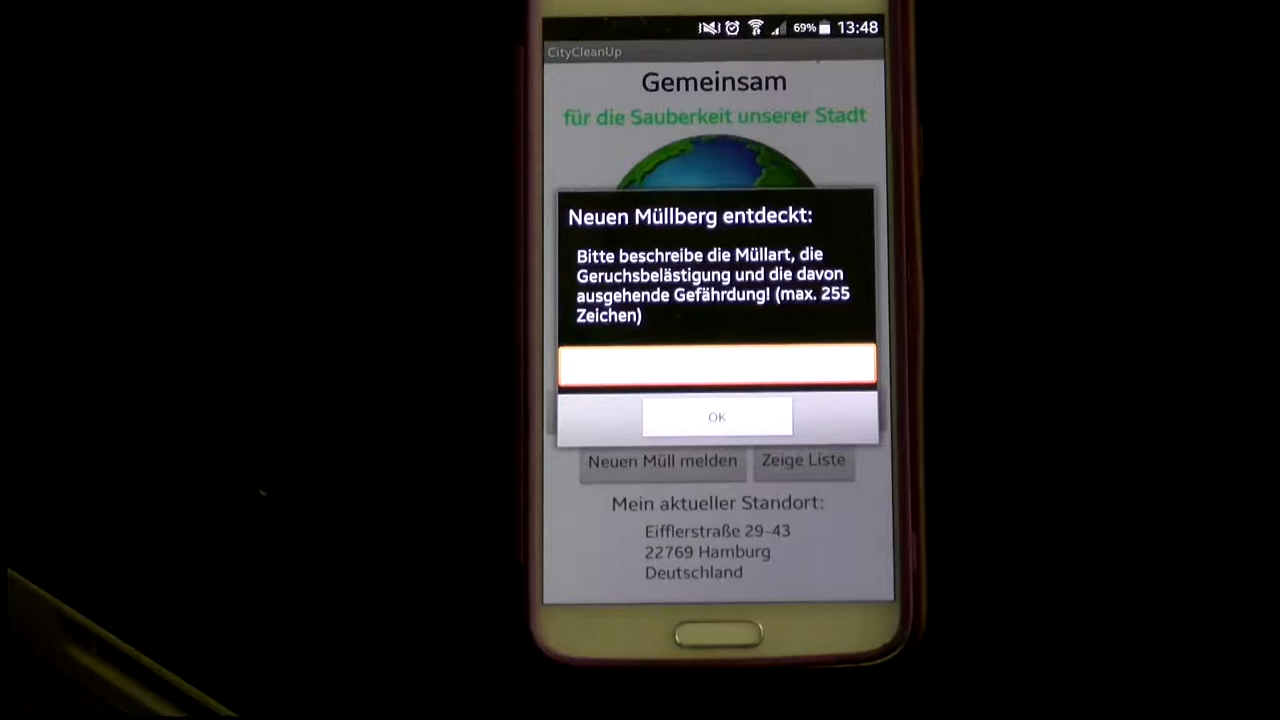 69% 13:48
CityCleanUp
Gemeinsam
für die Sauberkeit unserer Stadt
Neuen Müllberg entdeckt:
Bitte beschreibe die Müllart, die
Geruchsbelästigung und die davon
ausgehende Gefährdung! (max. 255
Zeichen)
OK
Neuen Müll melden Zeige Liste
Mein aktueller Standort:
Eifflerstraße 29-43
22769 Hamburg
Deutschland